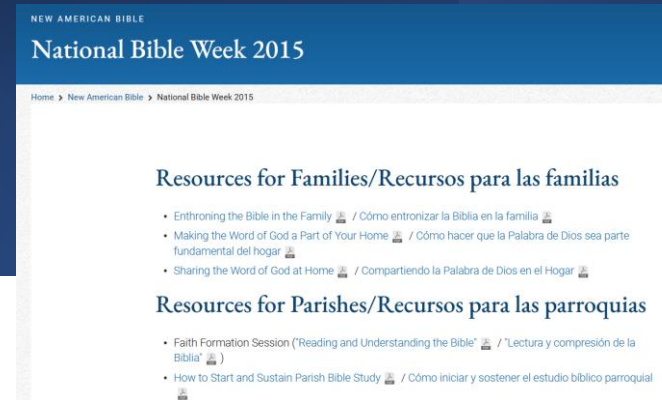 NEW AMERICAN BIBLE
National Bible Week 2015
Home > New American Bible > National Bible Week 2015
Resources for Families/Recursos para las familias
• Enthroning the Bible in the Family / Cómo entronizar la Biblia en la familia
• Making the Word of God a Part of Your Home / Cómo hacer que la Palabra de Dios sea parte
fundamental del hogar
• Sharing the Word of God at Home / Compartiendo la Palabra de Dios en el Hogar
Resources for Parishes/Recursos para las parroquias
• Faith Formation Session ("Reading and Understanding the Bible" / "Lectura y compresión de la
Biblia" )
• How to Start and Sustain Parish Bible Study / Cómo iniciar y sostener el estudio bíblico parroquial